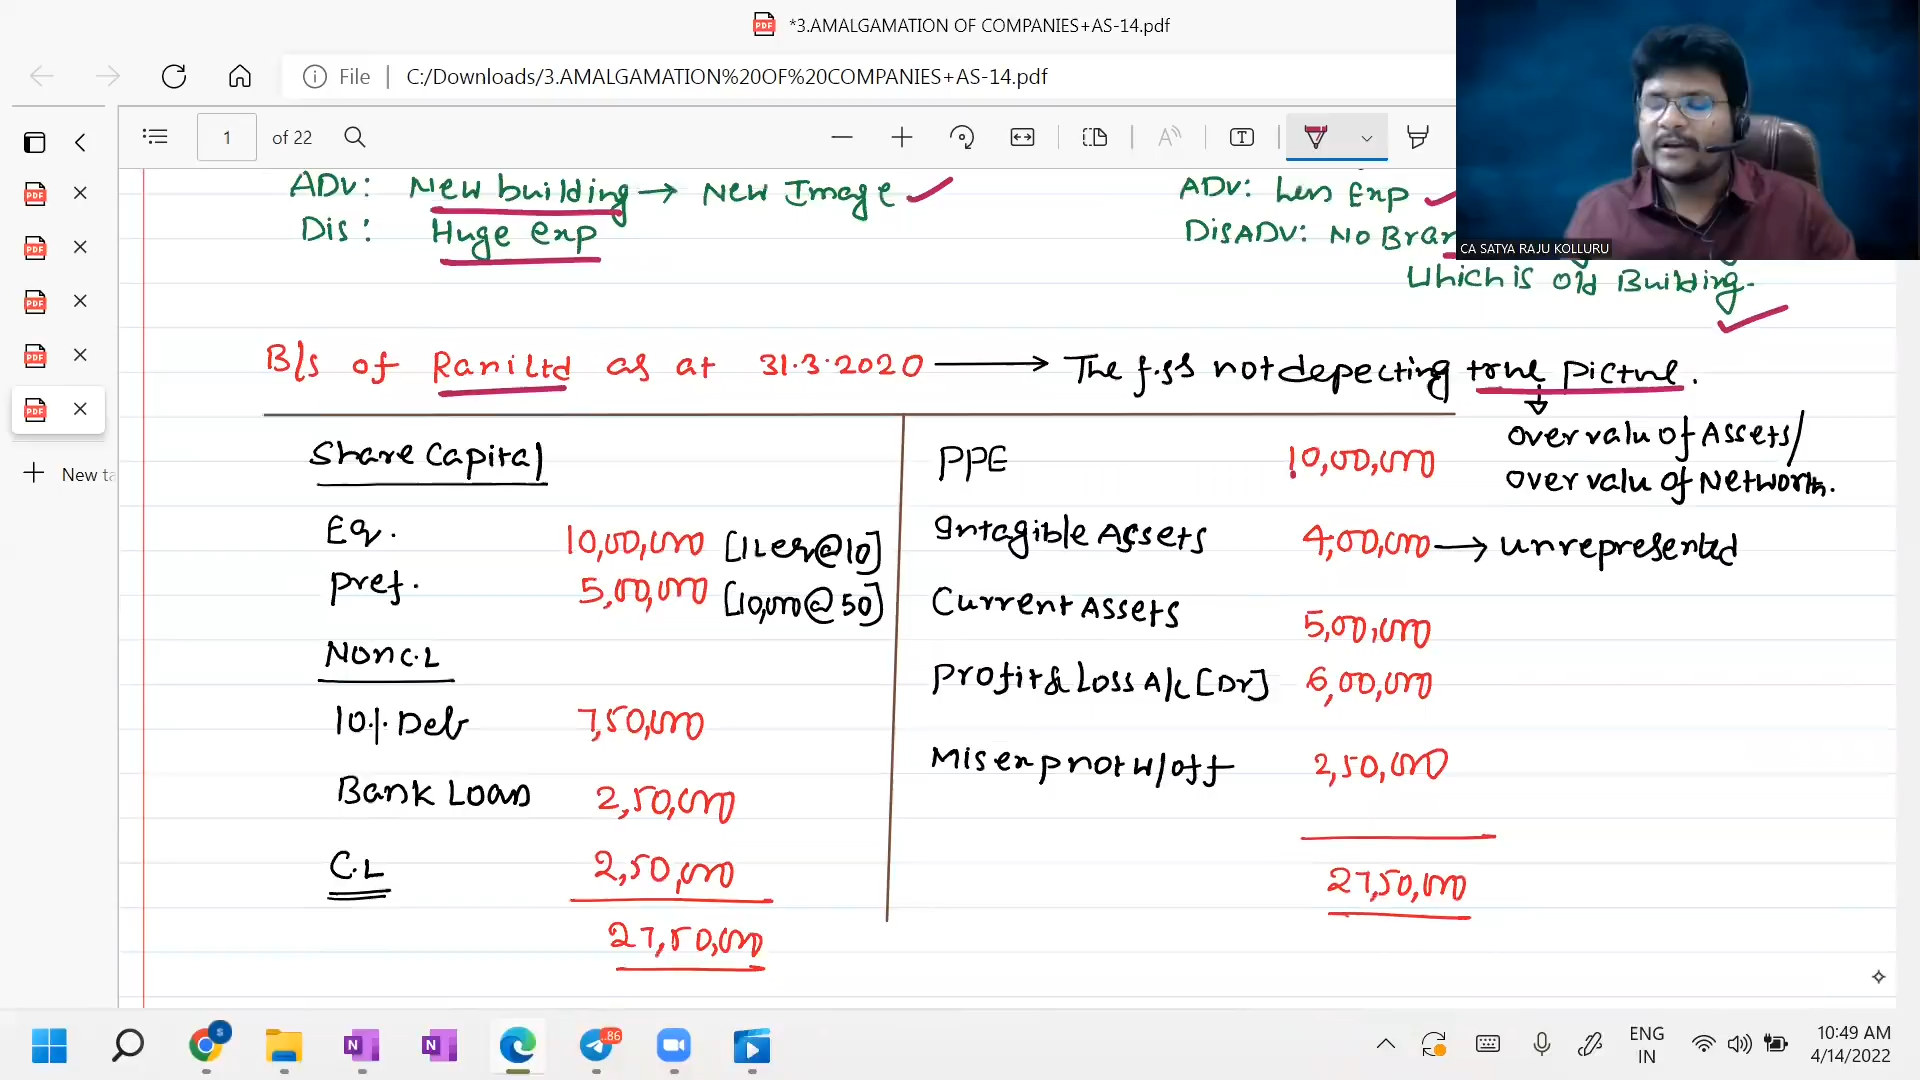 *3.AMALGAMATION OF COMPANIES+AS-14.pdf
File C:/Downloads/3.AMALGAMATION%20OF%20COMPANIES+AS-14.pdf
1 of 22
ADV: New building → New Image ✓
Dis: Huge exp
ADV: Less Exp
DISADV: No Bran
which is old Building.
CA SATYA RAJU KOLLURU
New ta
B/s of Rani Ltd as at 31.3.2020 → The f.ss not depecting true picture.
over value of Assets/
over value of Networth.
Share Capital
Eq. 10,00,000 [1L es@10]
Pref. 5,00,000 [10,000@50]
Non C.L
10% Deb 7,50,000
Bank Loan 2,50,000
C.L 2,50,000
27,50,000
PPE 10,00,000
Intagible Assets 4,00,000 → unrepresented
Current Assets 5,00,000
Profit & Loss A/c [Dr] 6,00,000
Mis exp not w/off 2,50,000
27,50,000
86
ENG
IN
10:49 AM
4/14/2022